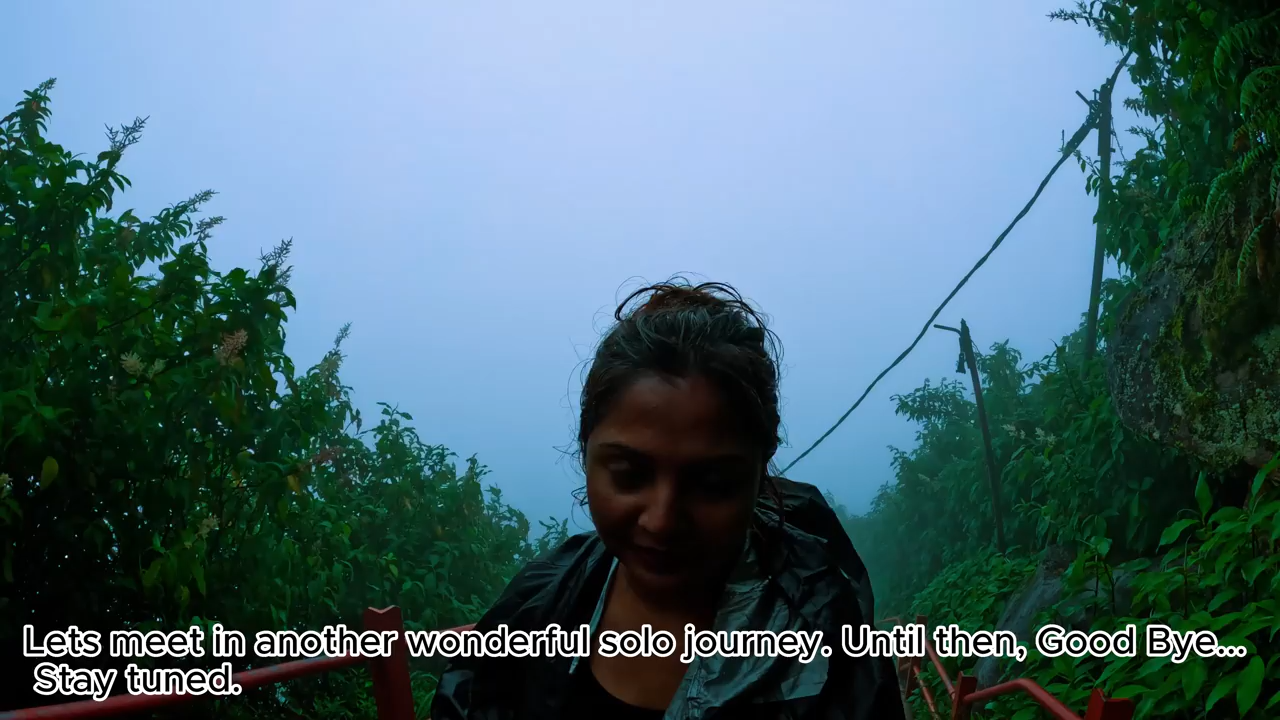 Lets meet in another wonderful solo journey. Until then, Good Bye...
Stay tuned.